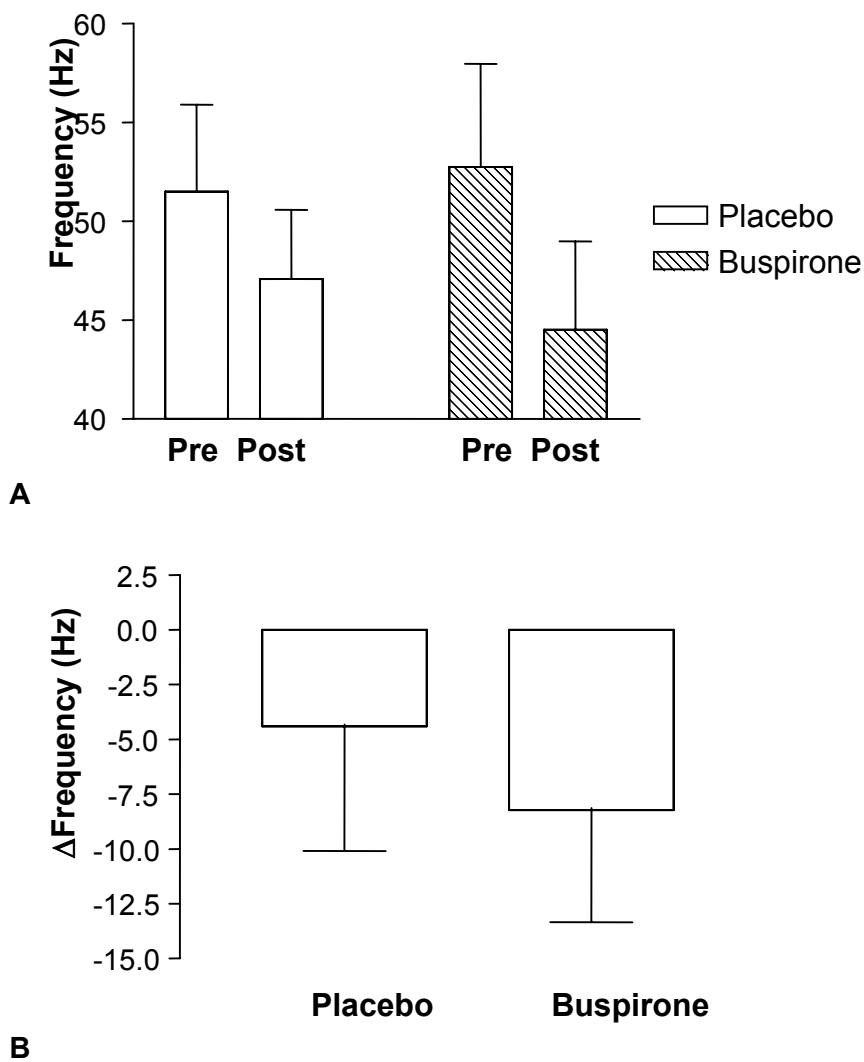 Frequency (Hz)
60
55
50
45
40
Pre Post Pre Post
Placebo
Buspirone
A
ΔFrequency (Hz)
2.5
0.0
-2.5
-5.0
-7.5
-10.0
-12.5
-15.0
Placebo Buspirone
B